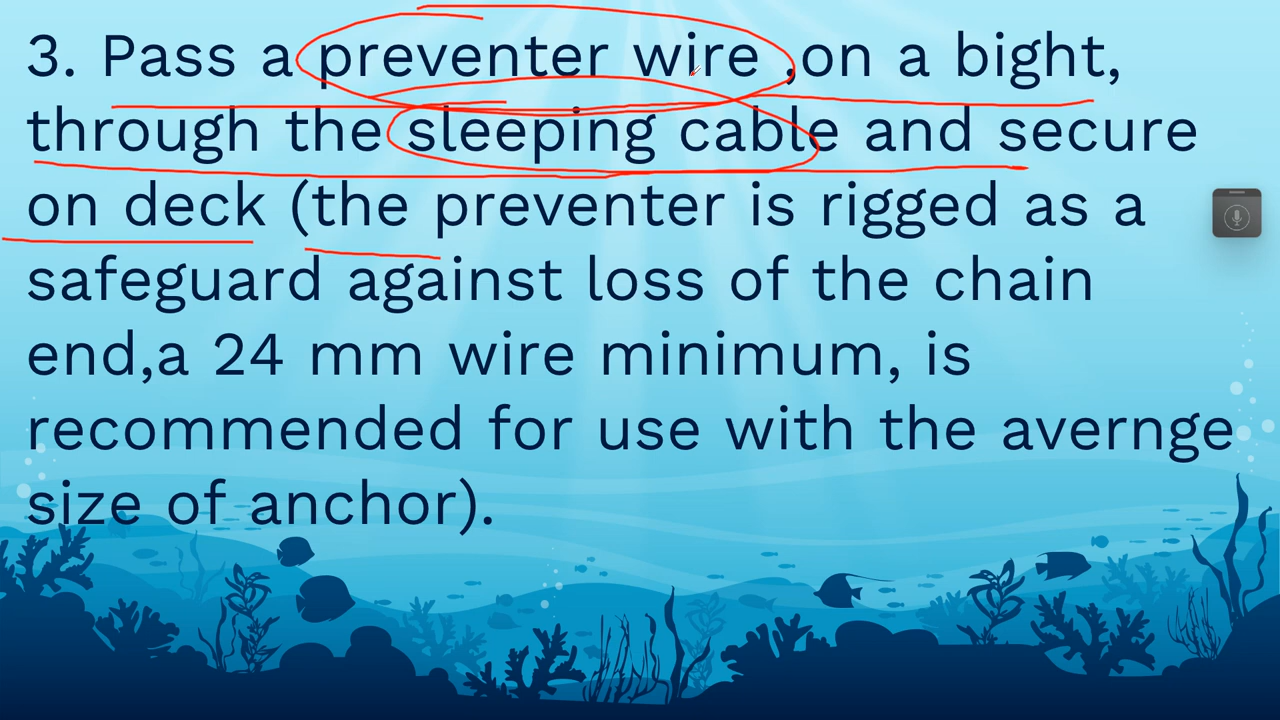 3. Pass a preventer wire ,on a bight,
through the sleeping cable and secure
on deck (the preventer is rigged as a
safeguard against loss of the chain
end,a 24 mm wire minimum, is
recommended for use with the avernge
size of anchor).